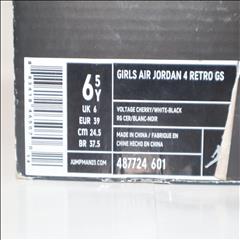 6.5
Y
UK 6
EUR 39
CM 24.5
BR 37.5
JUMPMAN23.COM
GIRLS AIR JORDAN 4 RETRO GS
VOLTAGE CHERRY/WHITE-BLACK
RG CER/BLANC-NOIR
MADE IN CHINA / FABRIQUE EN
CHINE HECHO EN CHINA
487724 601